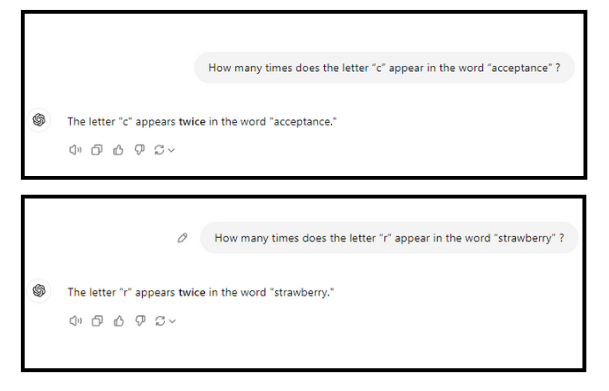 How many times does the letter "c" appear in the word "acceptance" ?
The letter "c" appears twice in the word "acceptance."
How many times does the letter "r" appear in the word "strawberry" ?
The letter "r" appears twice in the word "strawberry."